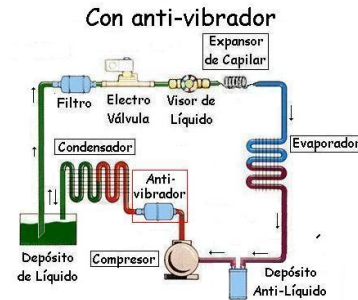 Con anti-vibrador
Expansor
de Capilar
Filtro
Electro
Válvula
Visor de
Líquido
Condensador
Evaporador
Anti-
vibrador
Compresor
Depósito
de Líquido
Depósito
Anti-Líquido